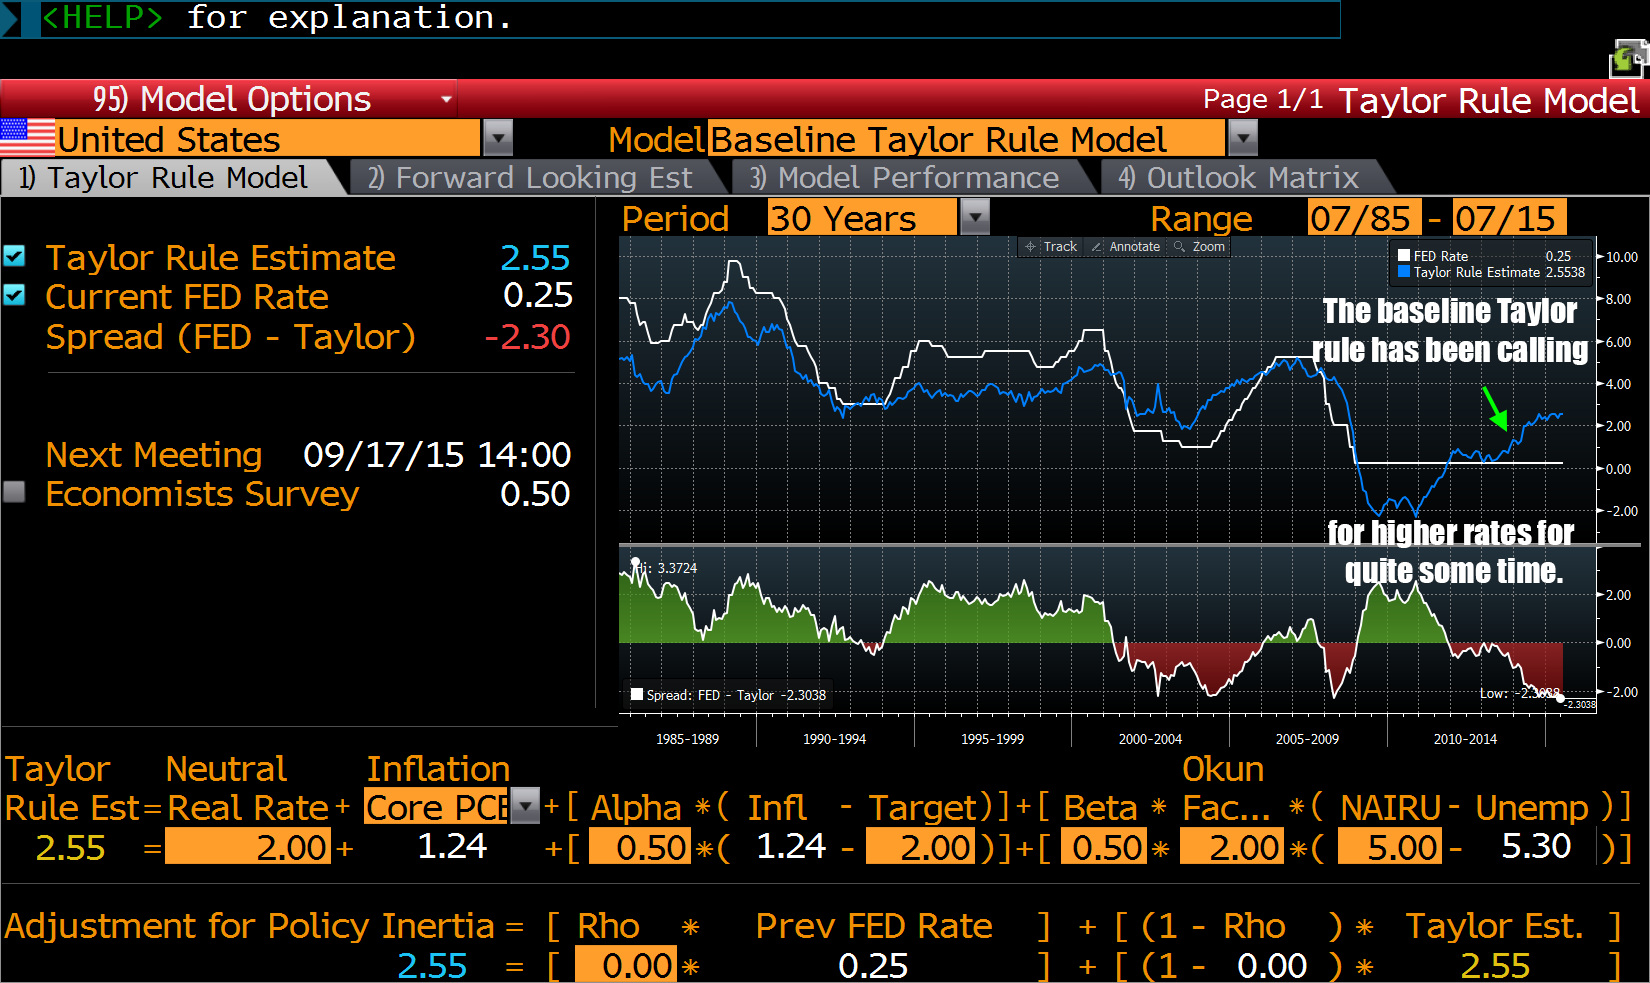 <HELP> for explanation.
95) Model Options Page 1/1 Taylor Rule Model
United States Model Baseline Taylor Rule Model
1) Taylor Rule Model 2) Forward Looking Est 3) Model Performance 4) Outlook Matrix
Period 30 Years Range 07/85 - 07/15
Track Annotate Zoom
FED Rate 0.25
Taylor Rule Estimate 2.5538
Taylor Rule Estimate 2.55
Current FED Rate 0.25
Spread (FED - Taylor) -2.30
Next Meeting 09/17/15 14:00
Economists Survey 0.50
The baseline Taylor
rule has been calling
for higher rates for
quite some time.
10.00
8.00
6.00
4.00
2.00
0.00
-2.00
Hi: 3.3724
2.00
0.00
-2.00
Spread: FED - Taylor -2.3038
Low: -2.3038
-2.3038
1985-1989 1990-1994 1995-1999 2000-2004 2005-2009 2010-2014
Taylor Neutral Inflation Okun
Rule Est = Real Rate + Core PCE + [ Alpha * ( Infl - Target )] + [ Beta * Fac... * ( NAIRU - Unemp )]
2.55 = 2.00 + 1.24 + [ 0.50 * ( 1.24 - 2.00 )] + [ 0.50 * 2.00 * ( 5.00 - 5.30 )]
Adjustment for Policy Inertia = [ Rho * Prev FED Rate ] + [ (1 - Rho ) * Taylor Est. ]
2.55 = [ 0.00 * 0.25 ] + [ (1 - 0.00 ) * 2.55 ]